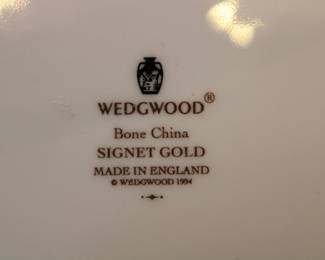 WEDGWOOD®
Bone China
SIGNET GOLD
MADE IN ENGLAND
© WEDGWOOD 1994